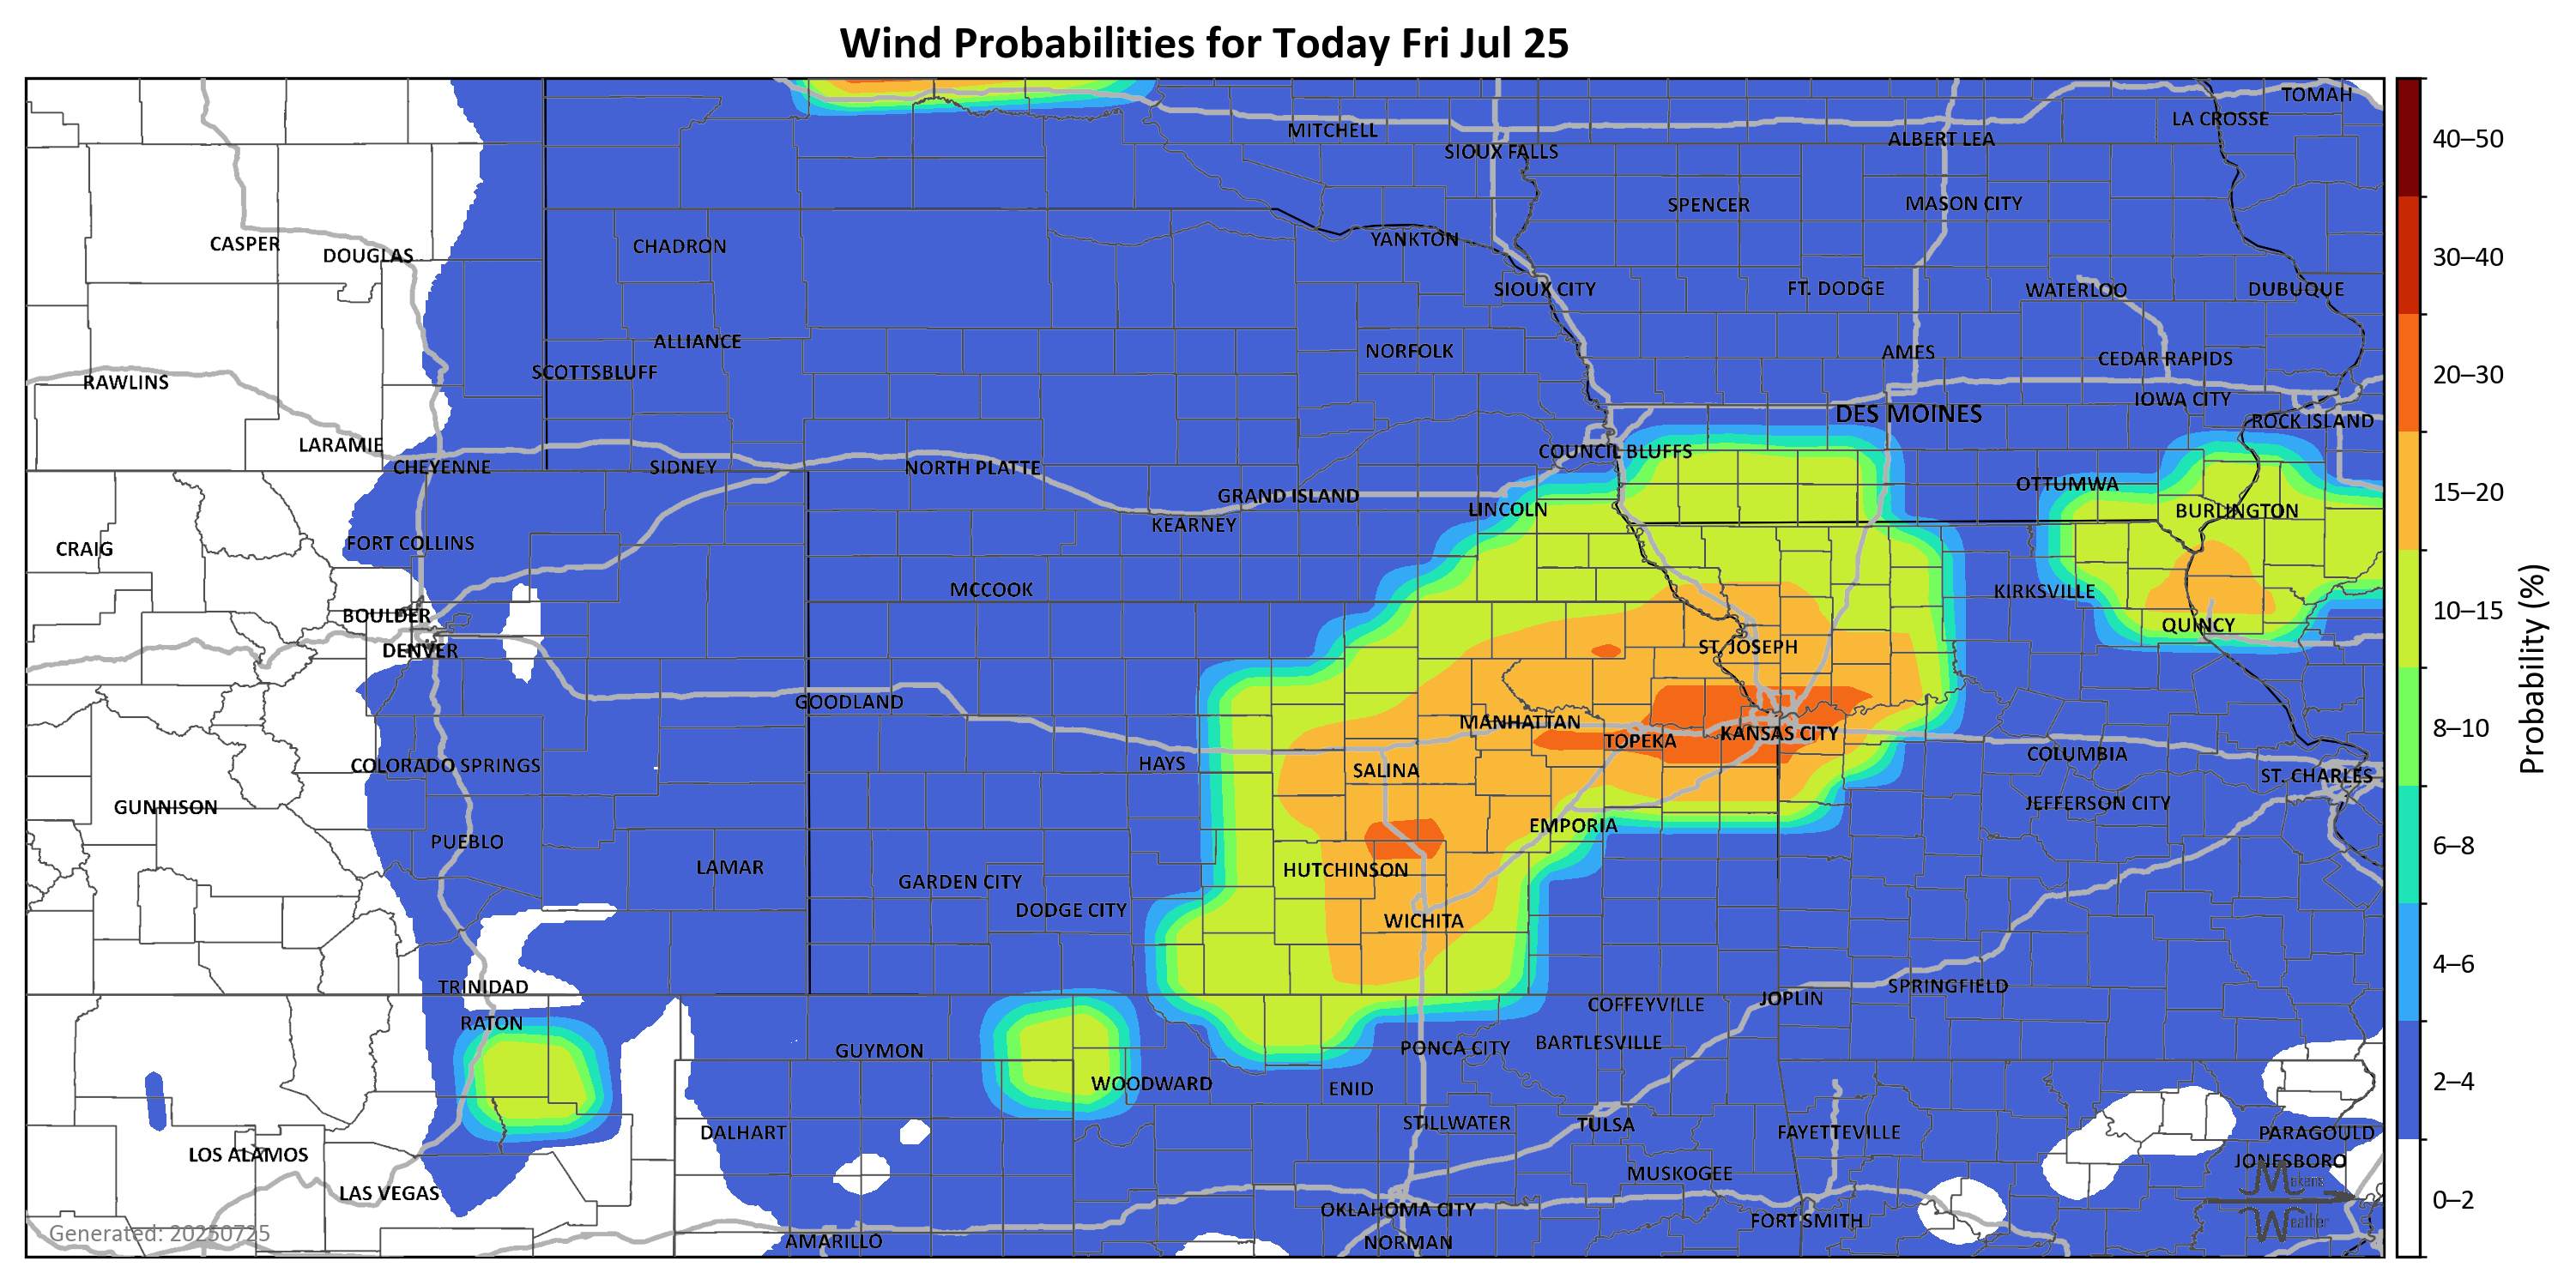 Wind Probabilities for Today Fri Jul 25
TOMAH
LA CROSSE
MITCHELL
ALBERT LEA
SIOUX FALLS
SPENCER
MASON CITY
CASPER
DOUGLAS
CHADRON
YANKTON
SIOUX CITY
FT. DODGE
WATERLOO
DUBUQUE
ALLIANCE
NORFOLK
AMES
CEDAR RAPIDS
RAWLINS
SCOTTSBLUFF
IOWA CITY
DES MOINES
ROCK ISLAND
LARAMIE
COUNCIL BLUFFS
CHEYENNE
SIDNEY
NORTH PLATTE
GRAND ISLAND
OTTUMWA
LINCOLN
BURLINGTON
KEARNEY
CRAIG
FORT COLLINS
MCCOOK
KIRKSVILLE
BOULDER
QUINCY
DENVER
ST. JOSEPH
GOODLAND
MANHATTAN
TOPEKA
KANSAS CITY
COLUMBIA
COLORADO SPRINGS
HAYS
SALINA
ST. CHARLES
GUNNISON
JEFFERSON CITY
PUEBLO
EMPORIA
LAMAR
HUTCHINSON
GARDEN CITY
DODGE CITY
WICHITA
TRINIDAD
SPRINGFIELD
JOPLIN
COFFEYVILLE
RATON
GUYMON
PONCA CITY
BARTLESVILLE
WOODWARD
ENID
STILLWATER
TULSA
DALHART
FAYETTEVILLE
PARAGOULD
LOS ALAMOS
JONESBORO
MUSKOGEE
LAS VEGAS
OKLAHOMA CITY
FORT SMITH
AMARILLO
NORMAN
Generated: 20250725
Mokens
Weather
40–50
30–40
20–30
15–20
10–15
8–10
6–8
4–6
2–4
0–2
Probability (%)